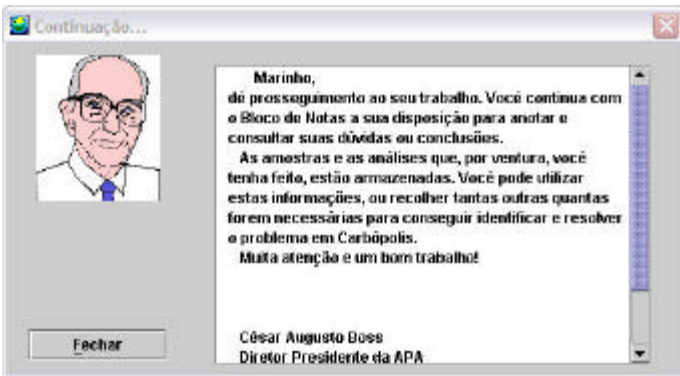 Continuação...
Marinho,
dê prosseguimento ao seu trabalho. Você continua com
o Bloco de Notas a sua disposição para anotar e
consultar suas dúvidas ou conclusões.
As amostras e as análises que, por ventura, você
tenha feito, estão armazenadas. Você pode utilizar
estas informações, ou recolher tantas outras quantas
forem necessárias para conseguir identificar e resolver
o problema em Carbópolis.
Muita atenção e um bom trabalho!
César Augusto Boss
Diretor Presidente da APA
Fechar